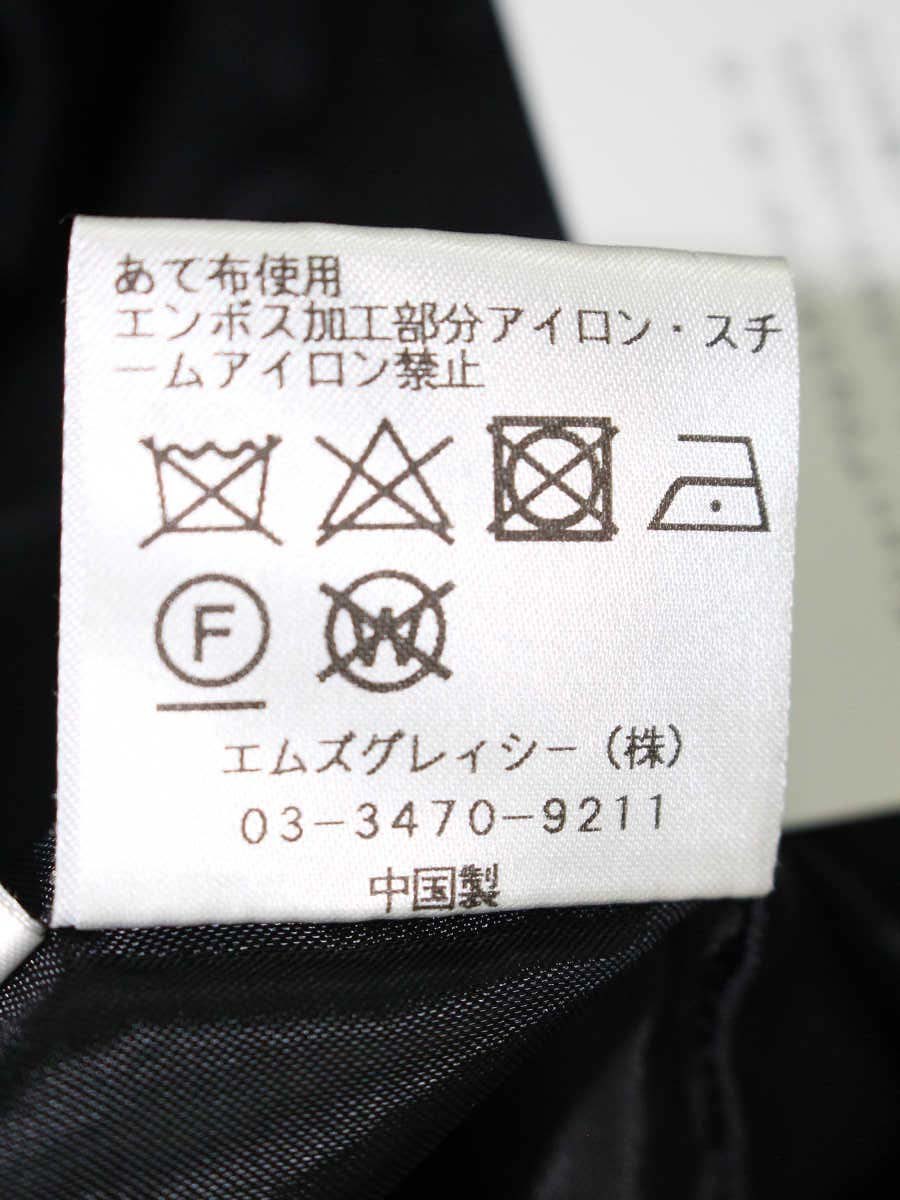 あて布使用
エンボス加工部分アイロン・スチ
ームアイロン禁止
F
W
エムズグレイシー(株)
03-3470-9211
中国製